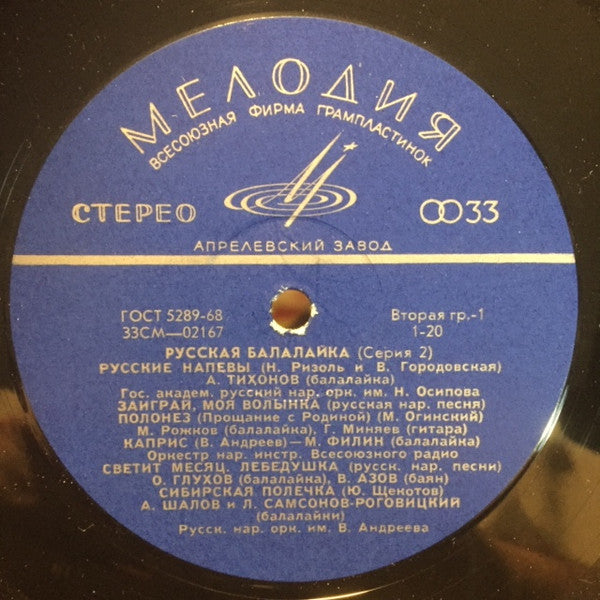 МЕЛОДИЯ
ВСЕСОЮЗНАЯ ФИРМА ГРАМПЛАСТИНОК
СТЕРЕО
33
АПРЕЛЕВСКИЙ ЗАВОД
ГОСТ 5289-68
Вторая гр.-1
33СМ—02167
1-20
РУССКАЯ БАЛАЛАЙКА (Серия 2)
РУССКИЕ НАПЕВЫ (Н. Ризоль и В. Городовская)
А. ТИХОНОВ (балалайка)
Гос. академ. русский нар. орк. им. Н. Осипова
ЗАИГРАЙ, МОЯ ВОЛЫНКА (русская нар. песня)
ПОЛОНЕЗ (Прощание с Родиной) (М. Огинский)
М. Рожков (балалайка), Г. Миняев (гитара)
КАПРИС (В. Андреев)—М. ФИЛИН (балалайка)
Оркестр нар. инстр. Всесоюзного радио
СВЕТИТ МЕСЯЦ, ЛЕБЕДУШКА (русск. нар. песни)
О. ГЛУХОВ (балалайка), В. АЗОВ (баян)
СИБИРСКАЯ ПОЛЕЧКА (Ю. Щекотов)
А. ШАЛОВ и Л. САМСОНОВ-РОГОВИЦКИЙ
(балалайки)
Русск. нар. орк. им. В. Андреева